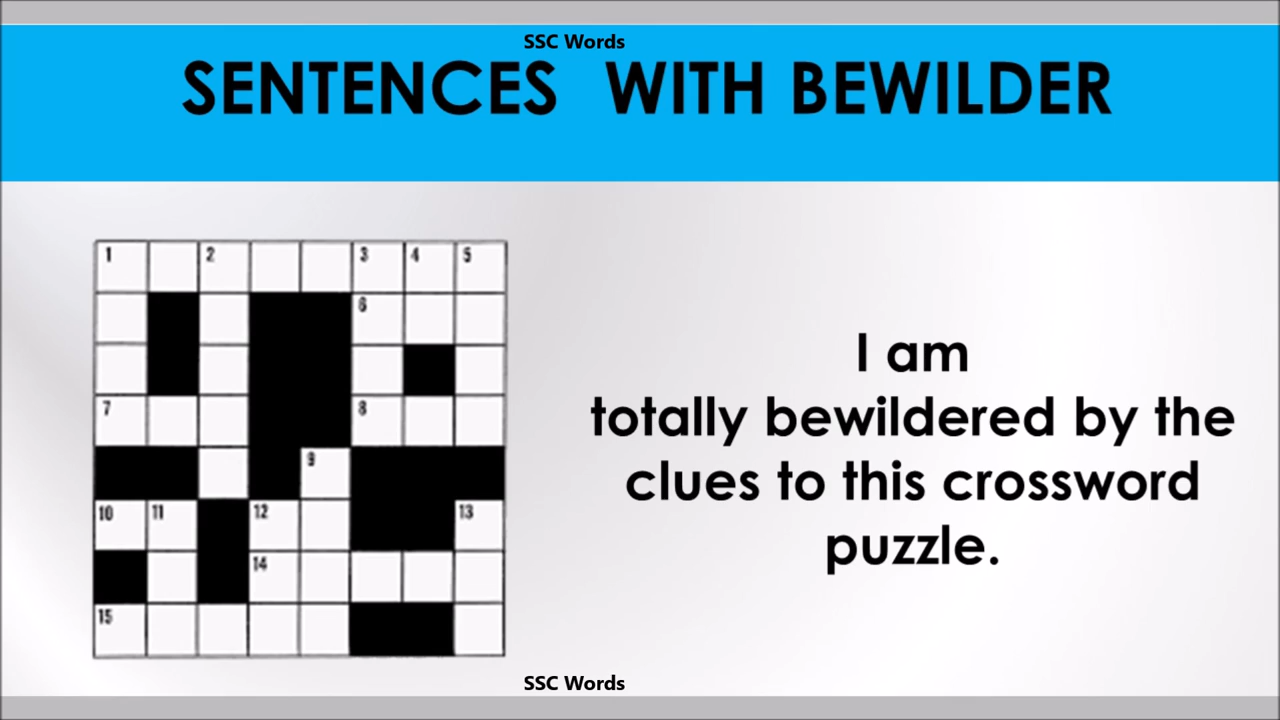 SSC Words
SENTENCES WITH BEWILDER
1 2 3 4 5
6
7 8
9
10 11 12 13
14
15
I am
totally bewildered by the
clues to this crossword
puzzle.
SSC Words